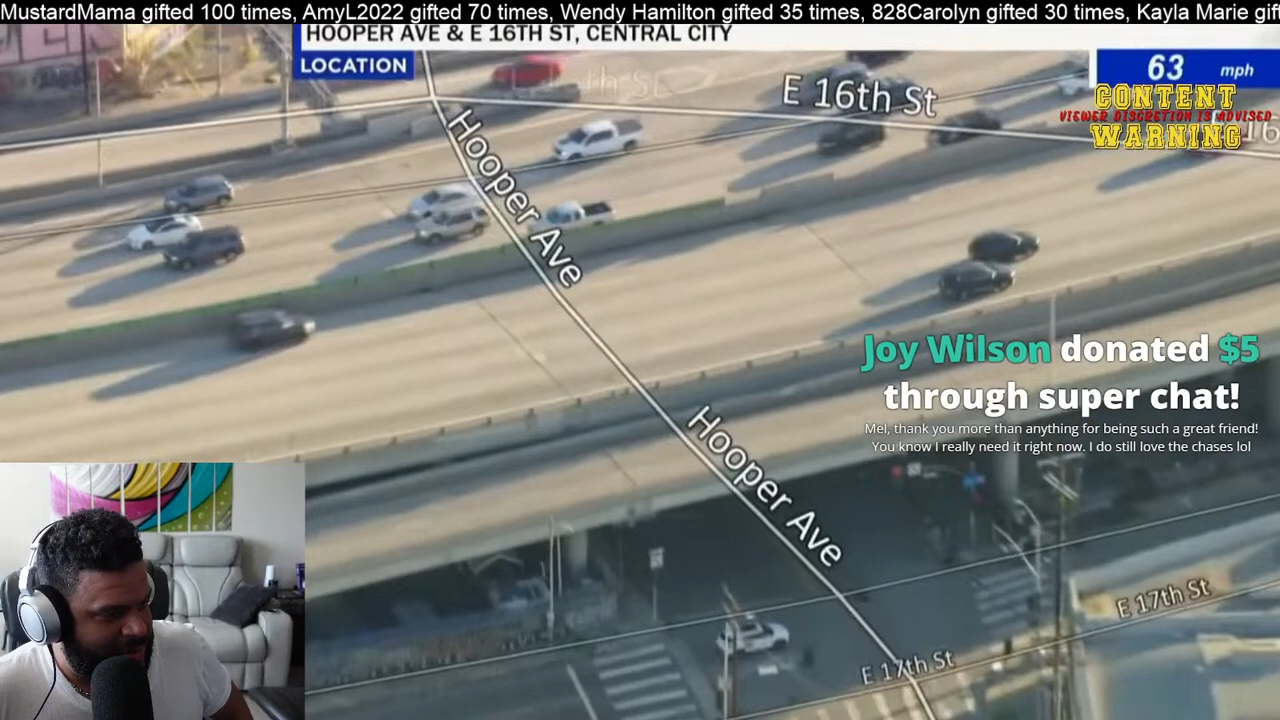 MustardMama gifted 100 times, AmyL2022 gifted 70 times, Wendy Hamilton gifted 35 times, 828Carolyn gifted 30 times, Kayla Marie gif
HOOPER AVE & E 16TH ST, CENTRAL CITY
LOCATION
63 mph
CONTENT
VIEWER DISCRETION IS ADVISED
WARNING
E 16th St
16
Hooper Ave
Joy Wilson donated $5
through super chat!
Mel, thank you more than anything for being such a great friend!
You know I really need it right now. I do still love the chases lol
Hooper Ave
E 17th St
E 17th St